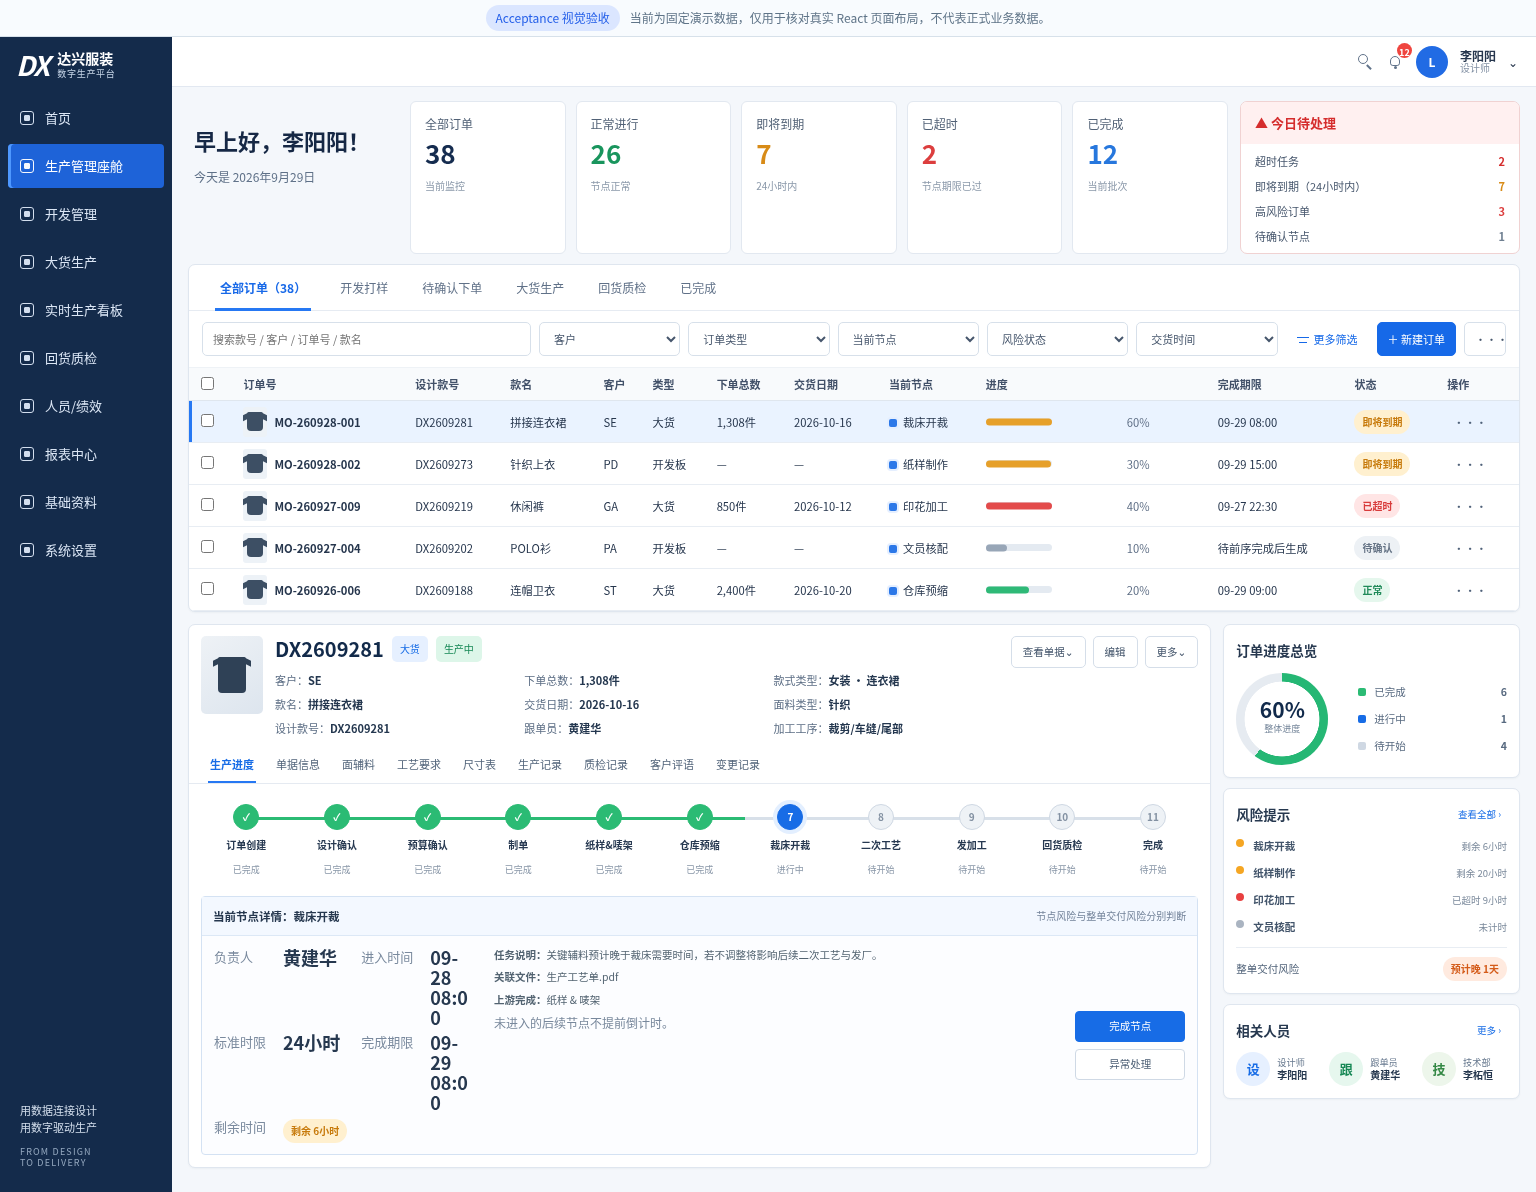 Acceptance 视觉验收 当前为固定演示数据，仅用于核对真实 React 页面布局，不代表正式业务数据。
DX 达兴服装
数字生产平台
12
L 李阳阳
设计师
首页
生产管理座舱
开发管理
大货生产
实时生产看板
回货质检
人员/绩效
报表中心
基础资料
系统设置
用数据连接设计
用数字驱动生产
FROM DESIGN
TO DELIVERY
早上好，李阳阳！
今天是 2026年9月29日
全部订单
38
当前监控
正常进行
26
节点正常
即将到期
7
24小时内
已超时
2
节点期限已过
已完成
12
当前批次
今日待处理
超时任务 2
即将到期（24小时内） 7
高风险订单 3
待确认节点 1
全部订单（38） 开发打样 待确认下单 大货生产 回货质检 已完成
搜索款号 / 客户 / 订单号 / 款名 客户 订单类型 当前节点 风险状态 交货时间 更多筛选 ＋ 新建订单 ···
订单号 设计款号 款名 客户 类型 下单总数 交货日期 当前节点 进度 完成期限 状态 操作
MO-260928-001 DX2609281 拼接连衣裙 SE 大货 1,308件 2026-10-16 裁床开裁 60% 09-29 08:00 即将到期 ···
MO-260928-002 DX2609273 针织上衣 PD 开发板 — — 纸样制作 30% 09-29 15:00 即将到期 ···
MO-260927-009 DX2609219 休闲裤 GA 大货 850件 2026-10-12 印花加工 40% 09-27 22:30 已超时 ···
MO-260927-004 DX2609202 POLO衫 PA 开发板 — — 文员核配 10% 待前序完成后生成 待确认 ···
MO-260926-006 DX2609188 连帽卫衣 ST 大货 2,400件 2026-10-20 仓库预缩 20% 09-29 09:00 正常 ···
DX2609281 大货 生产中 查看单据 编辑 更多
客户：SE 下单总数：1,308件 款式类型：女装 · 连衣裙
款名：拼接连衣裙 交货日期：2026-10-16 面料类型：针织
设计款号：DX2609281 跟单员：黄建华 加工工序：裁剪/车缝/尾部
生产进度 单据信息 面辅料 工艺要求 尺寸表 生产记录 质检记录 客户评语 变更记录
✓ ✓ ✓ ✓ ✓ ✓ 7 8 9 10 11
订单创建 设计确认 预算确认 制单 纸样&唛架 仓库预缩 裁床开裁 二次工艺 发加工 回货质检 完成
已完成 已完成 已完成 已完成 已完成 已完成 进行中 待开始 待开始 待开始 待开始
当前节点详情：裁床开裁 节点风险与整单交付风险分别判断
负责人 黄建华 进入时间
09-
28
08:0
0
标准时限 24小时 完成期限
09-
29
08:0
0
剩余时间 剩余 6小时
任务说明：关键辅料预计晚于裁床需要时间，若不调整将影响后续二次工艺与发厂。
关联文件：生产工艺单.pdf
上游完成：纸样 & 唛架
未进入的后续节点不提前倒计时。
完成节点
异常处理
订单进度总览
60%
整体进度
已完成 6
进行中 1
待开始 4
风险提示 查看全部 ›
裁床开裁 剩余 6小时
纸样制作 剩余 20小时
印花加工 已超时 9小时
文员核配 未计时
整单交付风险 预计晚 1天
相关人员 更多 ›
设 设计师
李阳阳
跟 跟单员
黄建华
技 技术部
李柘恒